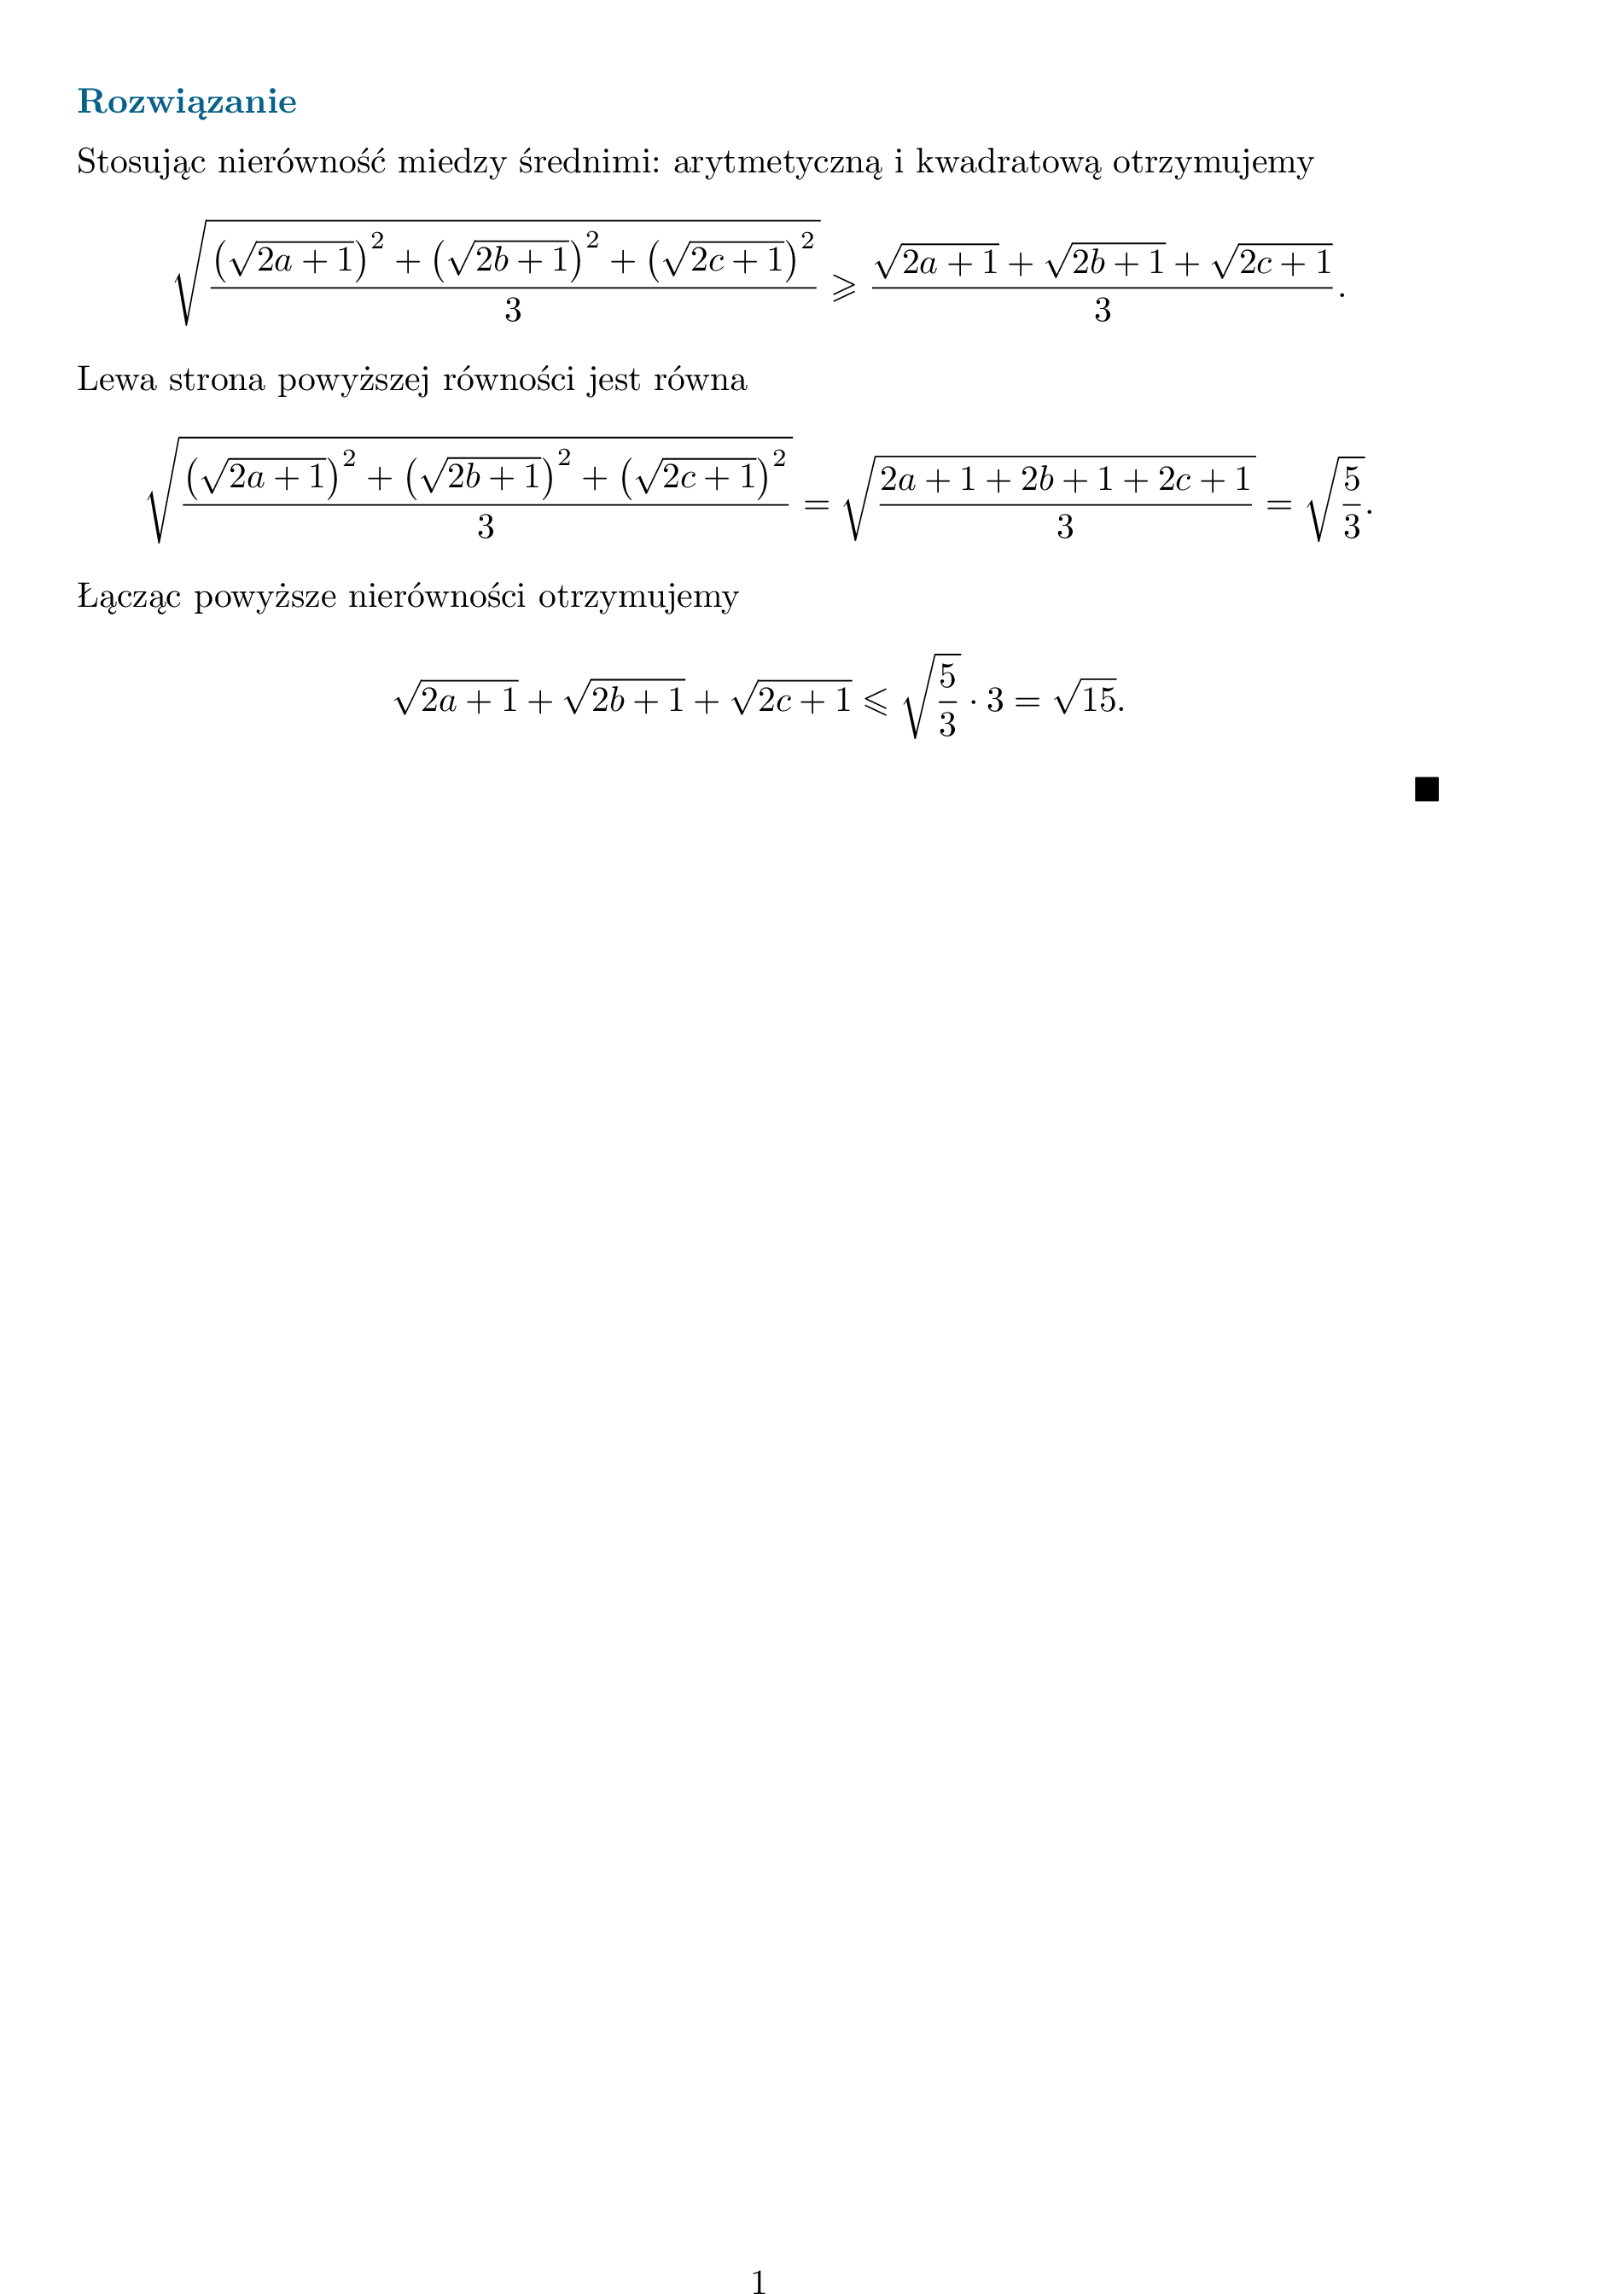 Rozwiązanie
Stosując nierówność miedzy średnimi: arytmetyczną i kwadratową otrzymujemy
$$\sqrt{\frac{\left(\sqrt{2a+1}\right)^2+\left(\sqrt{2b+1}\right)^2+\left(\sqrt{2c+1}\right)^2}{3}} \geqslant \frac{\sqrt{2a+1}+\sqrt{2b+1}+\sqrt{2c+1}}{3}.$$
Lewa strona powyższej równości jest równa
$$\sqrt{\frac{\left(\sqrt{2a+1}\right)^2+\left(\sqrt{2b+1}\right)^2+\left(\sqrt{2c+1}\right)^2}{3}} = \sqrt{\frac{2a+1+2b+1+2c+1}{3}} = \sqrt{\frac{5}{3}}.$$
Łącząc powyższe nierówności otrzymujemy
$$\sqrt{2a+1}+\sqrt{2b+1}+\sqrt{2c+1} \leqslant \sqrt{\frac{5}{3}} \cdot 3 = \sqrt{15}.$$
■
1